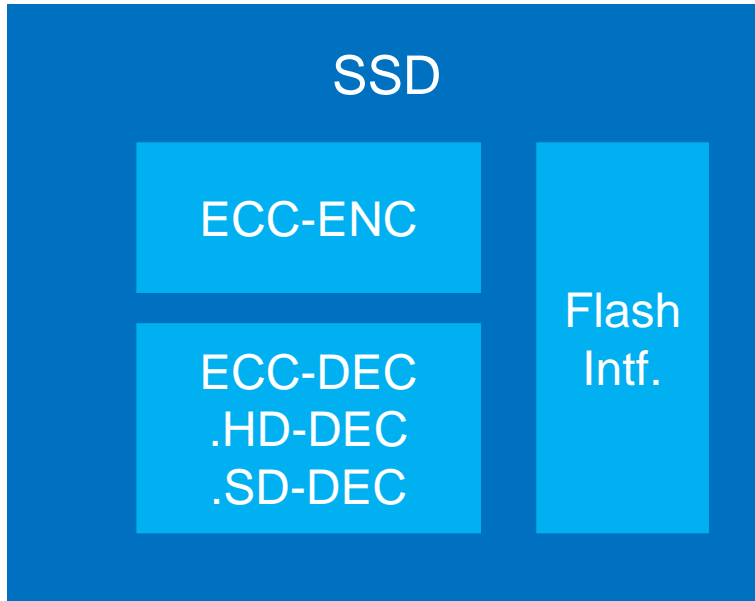 SSD
ECC-ENC
ECC-DEC
.HD-DEC
.SD-DEC
Flash
Intf.